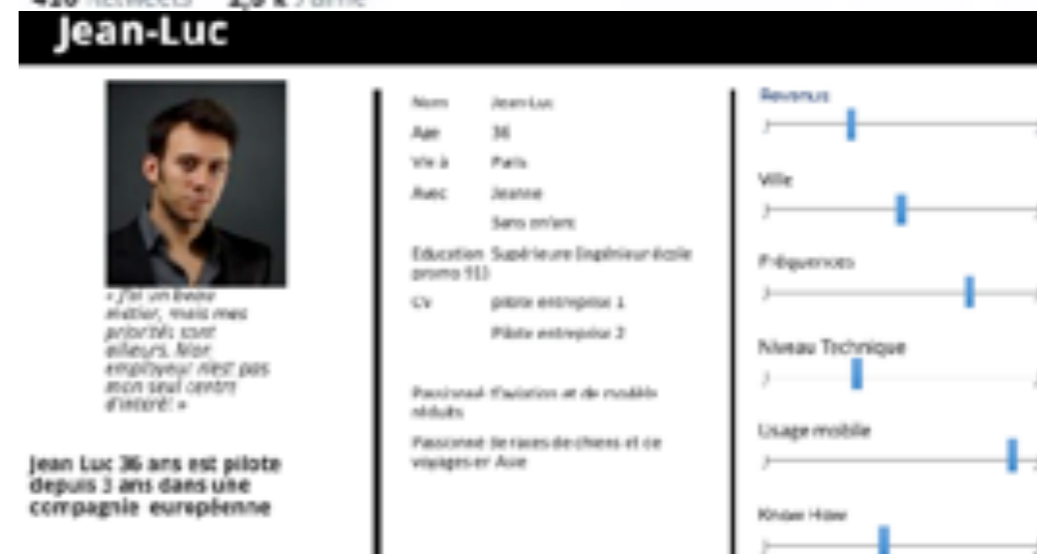 Retweets
Jean-Luc
« J'ai un beau
métier, mais mes
priorités sont
ailleurs. Mon
employeur n'est pas
mon seul centre
d'intérêt »
Jean Luc 36 ans est pilote
depuis 3 ans dans une
compagnie européenne
Nom Jean-Luc
Age 36
Vie à Paris
Avec Jeanne
Sans enfant
Education Supérieure (ingénieur école
promo
CV pilote entreprise 1
Pilote entreprise 2
Passionné d'aviation et de modèle
réduits
Passionné de races de chiens et de
voyages en Asie
Revenus
Ville
Fréquences
Niveau Technique
Usage mobile
Know How